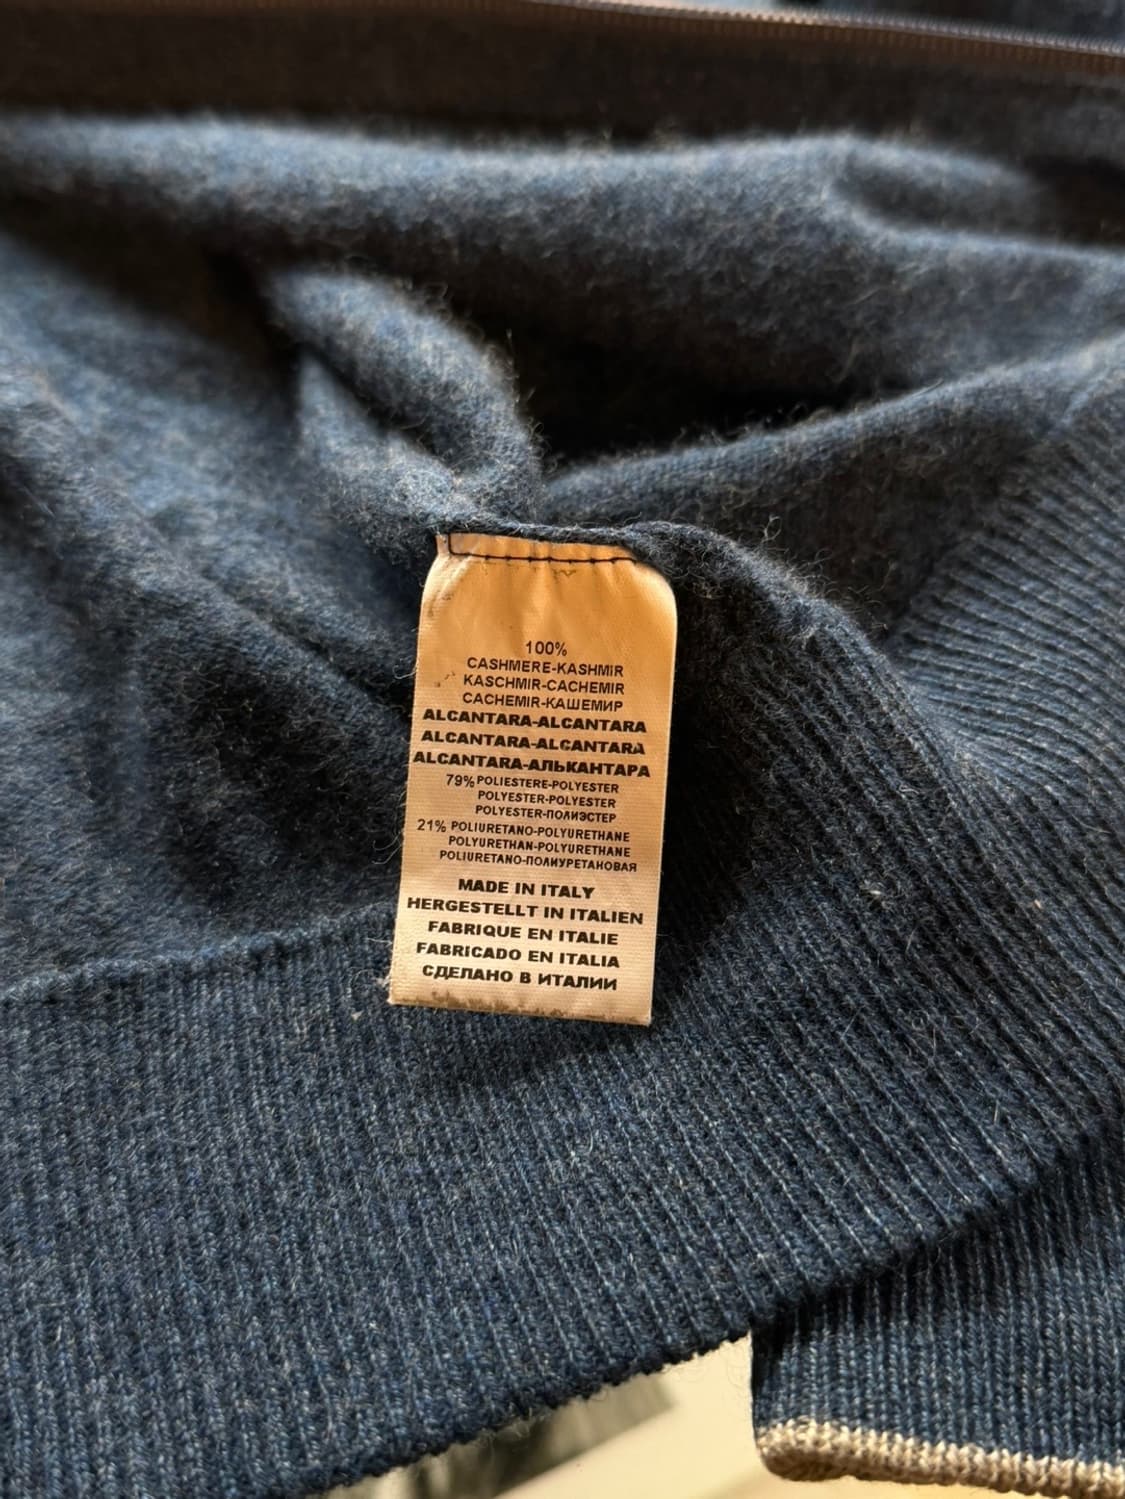 100%
CASHMERE-KASHMIR
KASCHMIR-CACHEMIR
CACHEMIR-КАШЕМИР
ALCANTARA-ALCANTARA
ALCANTARA-ALCANTARA
ALCANTARA-АЛЬКАНТАРА
79% POLIESTERE-POLYESTER
POLYESTER-POLYESTER
POLYESTER-ПОЛИЭСТЕР
21% POLIURETANO-POLYURETHANE
POLYURETHAN-POLYURETHANE
POLIURETANO-ПОЛИУРЕТАНОВАЯ
MADE IN ITALY
HERGESTELLT IN ITALIEN
FABRIQUE EN ITALIE
FABRICADO EN ITALIA
СДЕЛАНО В ИТАЛИИ